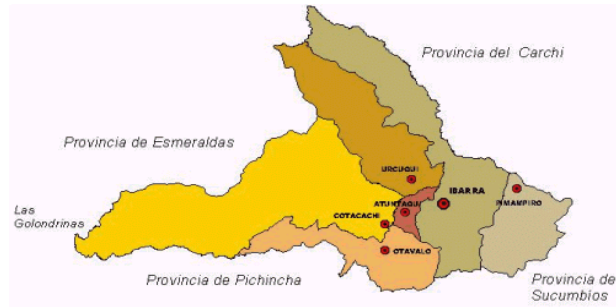 Provincia del Carchi
Provincia de Esmeraldas
URCUQUI
IBARRA
PIMAMPIRO
ATUNTAQUI
COTACACHI
Las
Golondrinas
OTAVALO
Provincia de Pichincha
Provincia de
Sucumbios